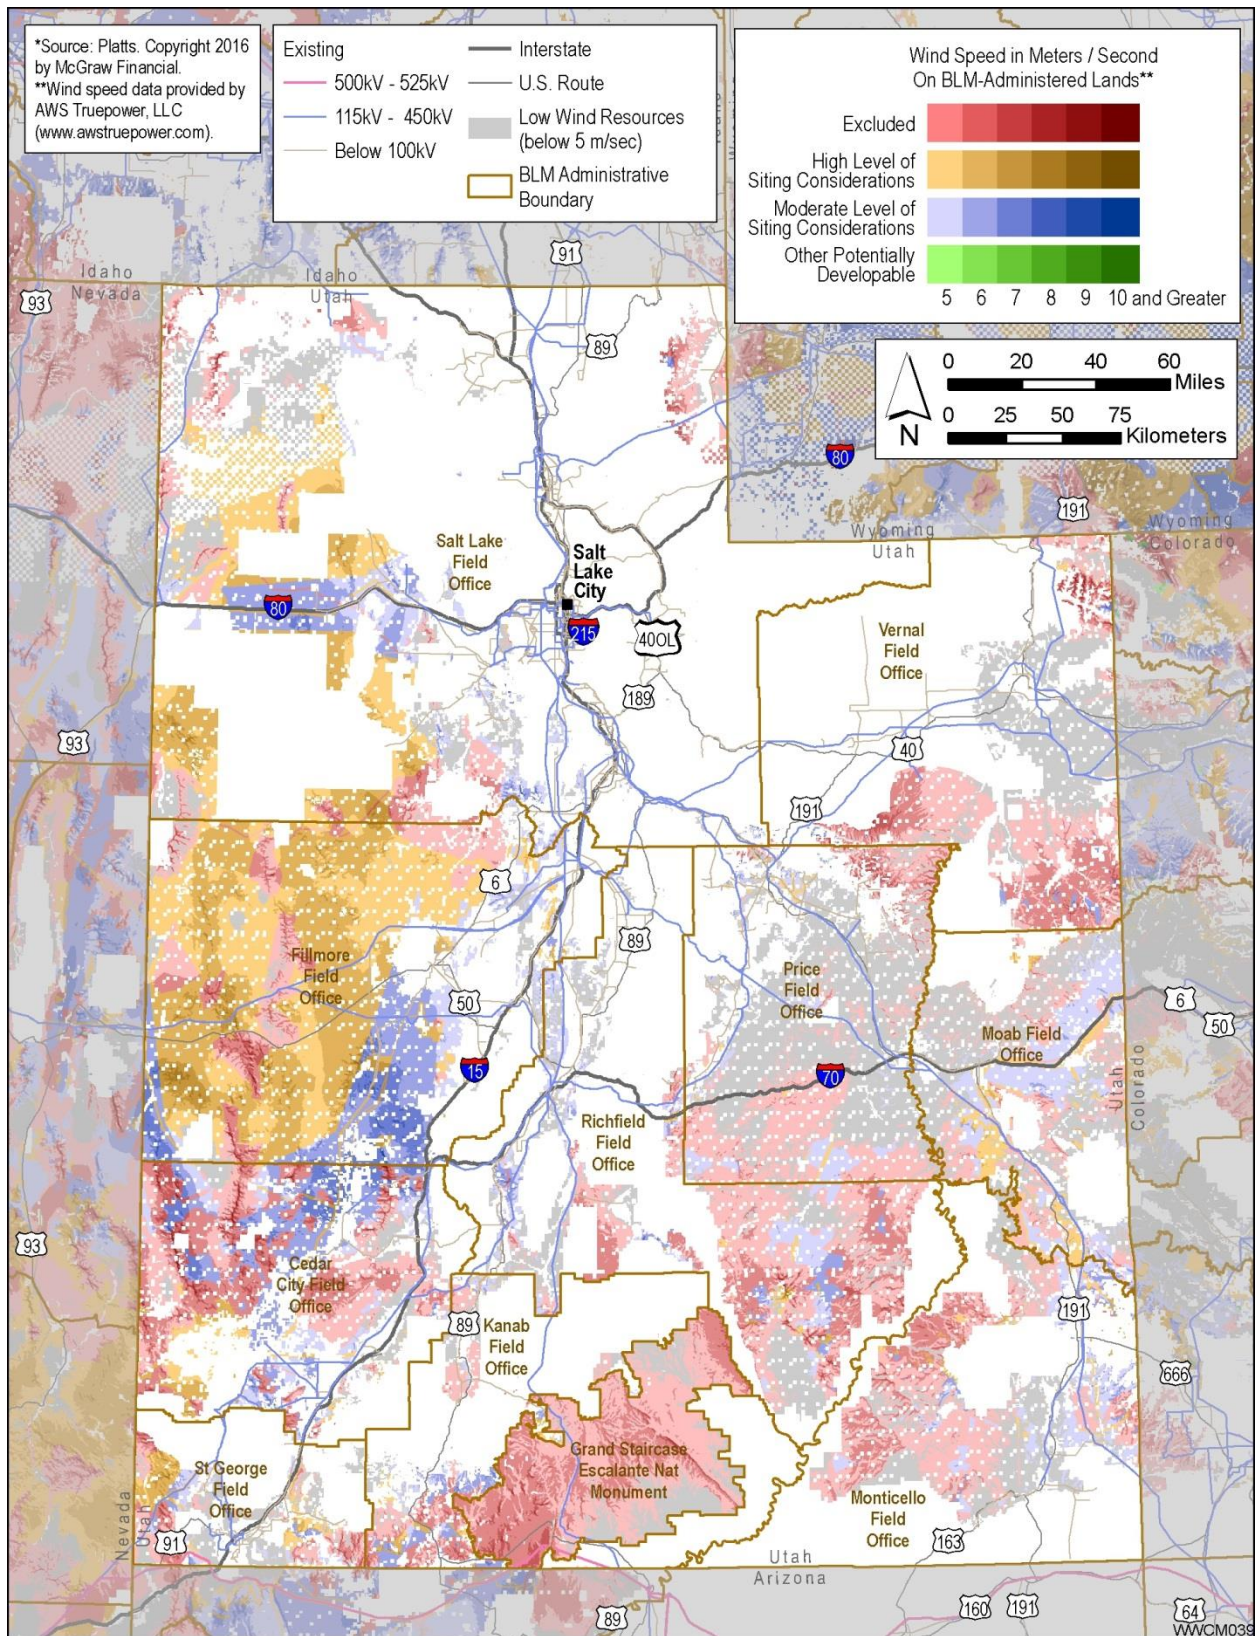 *Source: Platts. Copyright 2016
by McGraw Financial.
**Wind speed data provided by
AWS Truepower, LLC
(www.awstruepower.com).
Existing
500kV - 525kV
115kV - 450kV
Below 100kV
Interstate
U.S. Route
Low Wind Resources
(below 5 m/sec)
BLM Administrative
Boundary
Wind Speed in Meters / Second
On BLM-Administered Lands**
Excluded
High Level of
Siting Considerations
Moderate Level of
Siting Considerations
Other Potentially
Developable
5 6 7 8 9 10 and Greater
0 20 40 60
Miles
0 25 50 75
Kilometers
N
Idaho
Nevada
Idaho
Utah
Idaho
93
91
89
80
191
Wyoming
Utah
Wyoming
Colorado
Salt Lake
Field
Office
Salt
Lake
City
80
215
40OL
189
Vernal
Field
Office
93
40
191
6
Fillmore
Field
Office
89
50
Price
Field
Office
Moab Field
Office
6
50
15
70
Utah
Colorado
Richfield
Field
Office
93
Cedar
City Field
Office
89
Kanab
Field
Office
191
666
Grand Staircase
Escalante Nat
Monument
St George
Field
Office
Monticello
Field
Office
Nevada
Utah
91
163
Utah
Arizona
89
160
191
64
WWCM039